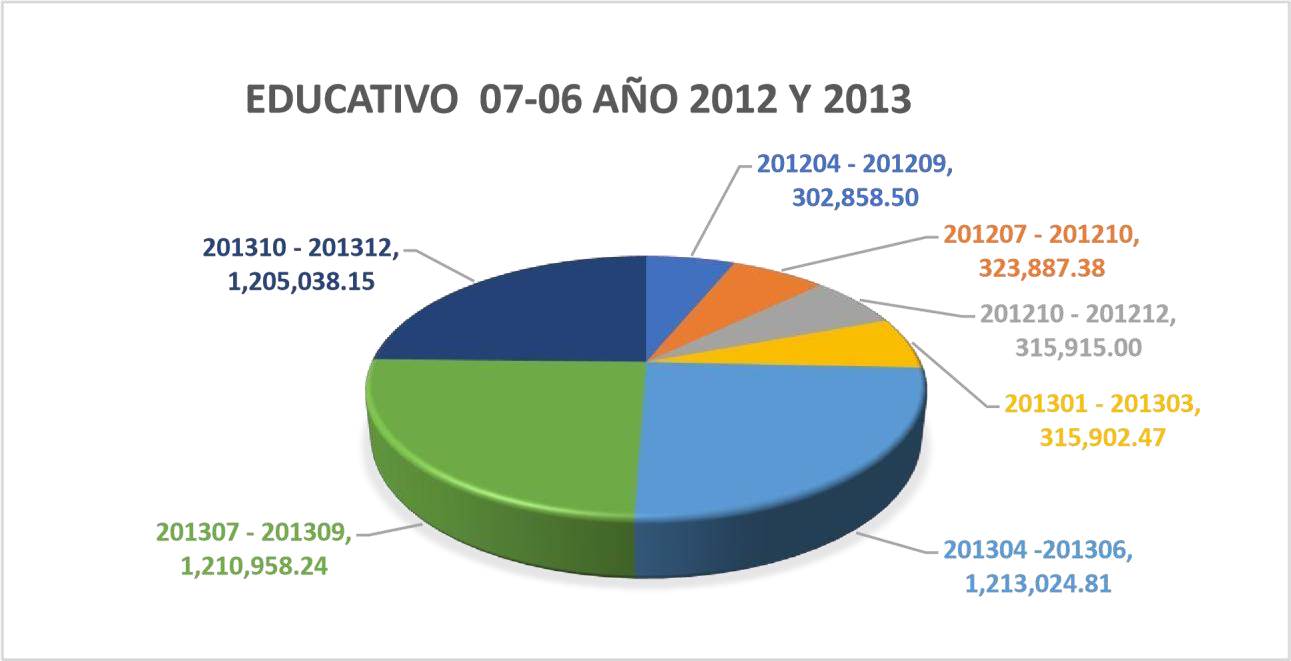 EDUCATIVO  07-06 AÑO 2012 Y 2013
201204 - 201209,
302,858.50
201207 - 201210,
323,887.38
201210 - 201212,
315,915.00
201301 - 201303,
315,902.47
201304 -201306,
1,213,024.81
201307 - 201309,
1,210,958.24
201310 - 201312,
1,205,038.15